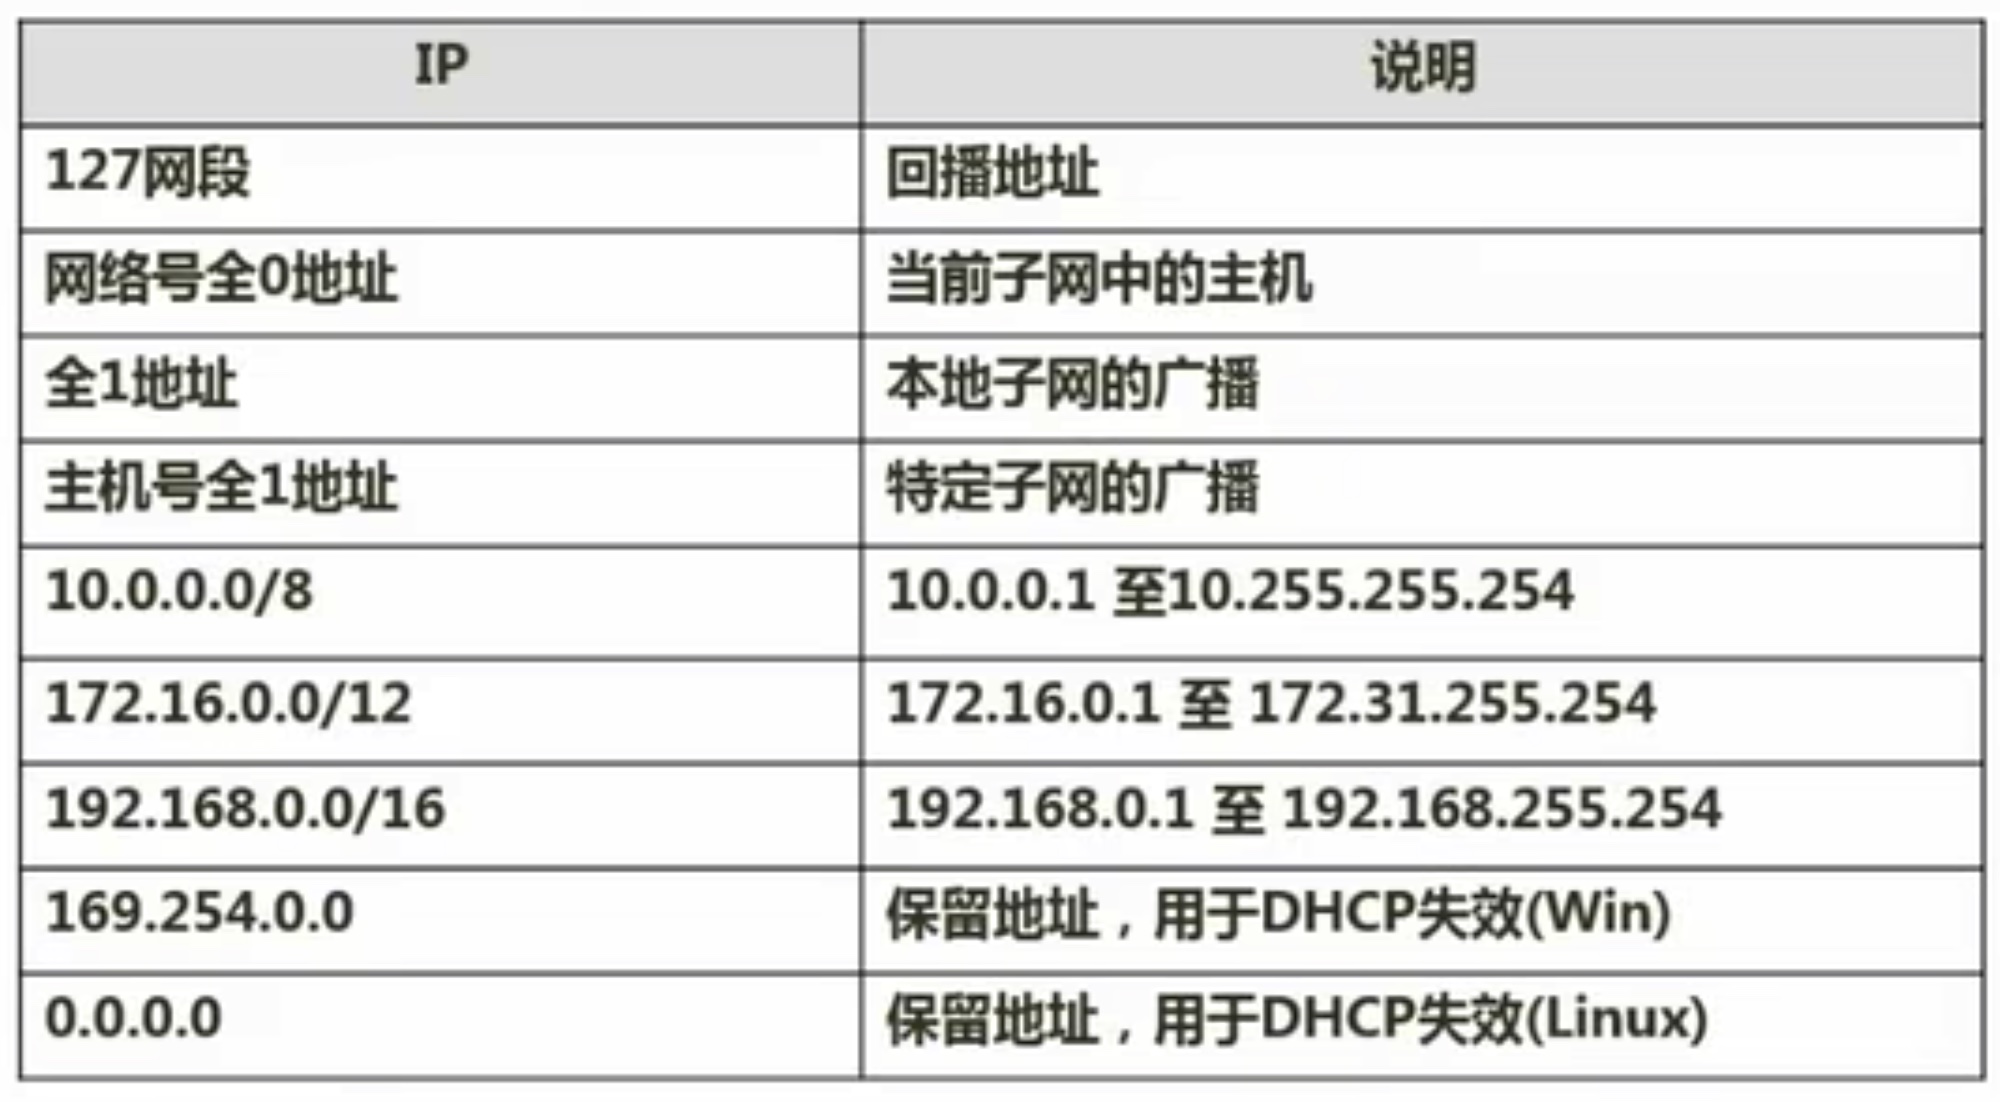 IP 说明
127网段 回播地址
网络号全0地址 当前子网中的主机
全1地址 本地子网的广播
主机号全1地址 特定子网的广播
10.0.0.0/8 10.0.0.1 至10.255.255.254
172.16.0.0/12 172.16.0.1 至 172.31.255.254
192.168.0.0/16 192.168.0.1 至 192.168.255.254
169.254.0.0 保留地址，用于DHCP失效(Win)
0.0.0.0 保留地址，用于DHCP失效(Linux)